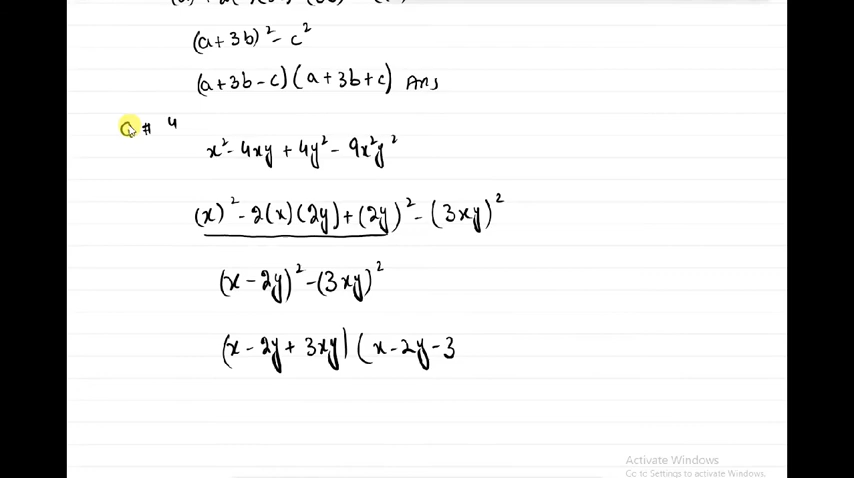 (a+3b)² - c²
(a+3b-c)(a+3b+c) Ans
Q# 4
x² - 4xy + 4y² - 9x²y²
(x)² - 2(x)(2y) + (2y)² - (3xy)²
(x - 2y)² - (3xy)²
(x - 2y + 3xy) (x - 2y - 3
Activate Windows
Go to Settings to activate Windows.